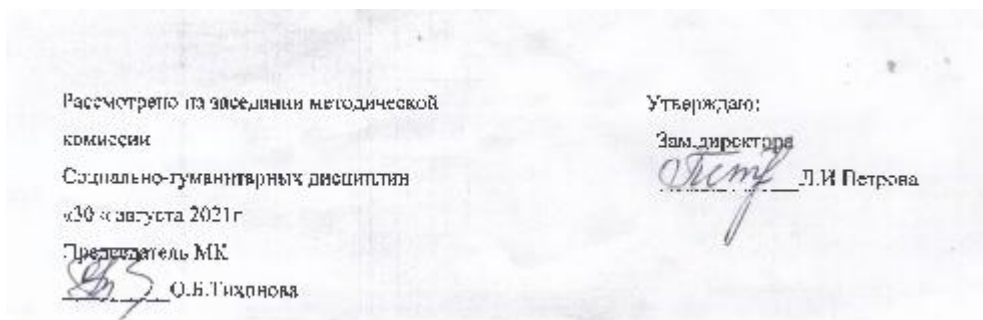 Рассмотрено на заседании методической
комиссии
Социально-гуманитарных дисциплин
«30 « августа 2021г
Председатель МК
О.Б.Тихонова
Утверждаю:
Зам.директора
Л.И Петрова